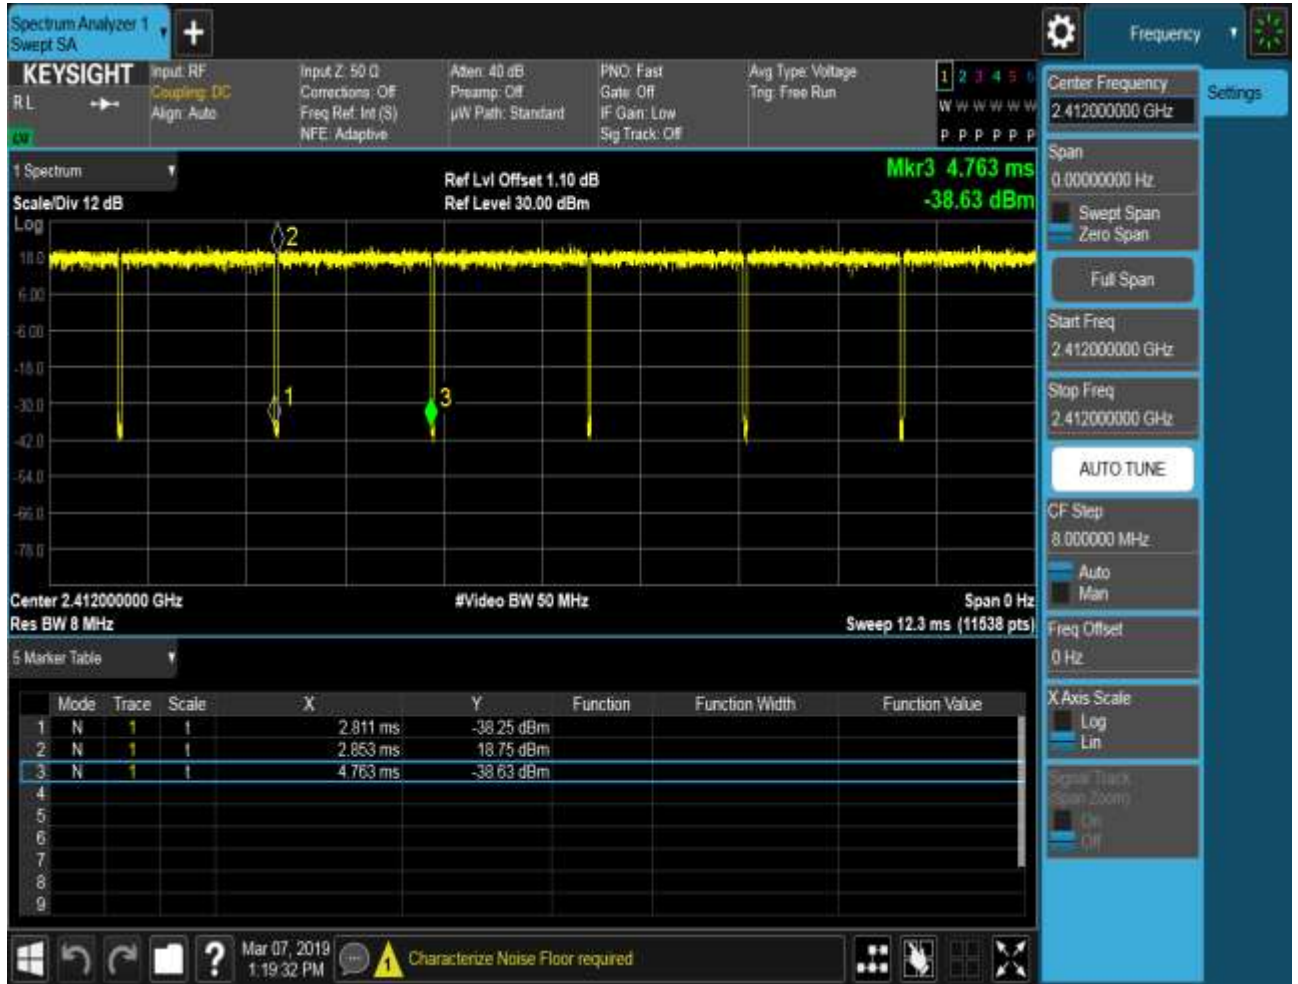 Spectrum Analyzer 1
Swept SA
+
Frequency
KEYSIGHT
RL
Input: RF
Coupling: DC
Align: Auto
Input Z: 50 Ω
Corrections: Off
Freq Ref: Int (S)
NFE: Adaptive
Atten: 40 dB
Preamp: Off
µW Path: Standard
PNO: Fast
Gate: Off
IF Gain: Low
Sig Track: Off
Avg Type: Voltage
Trig: Free Run
1 2 3 4 5 6
W W W W W W
P P P P P P
1 Spectrum
Scale/Div 12 dB
Ref Lvl Offset 1.10 dB
Ref Level 30.00 dBm
Mkr3 4.763 ms
-38.63 dBm
Log
18.0
6.00
-6.00
-18.0
-30.0
-42.0
-54.0
-66.0
-78.0
2
1
3
Center 2.412000000 GHz
#Video BW 50 MHz
Span 0 Hz
Res BW 8 MHz
Sweep 12.3 ms (11538 pts)
5 Marker Table
Mode Trace Scale X Y Function Function Width Function Value
1 N 1 t 2.811 ms -38.25 dBm
2 N 1 t 2.853 ms 18.75 dBm
3 N 1 t 4.763 ms -38.63 dBm
4
5
6
7
8
9
Center Frequency
2.412000000 GHz
Settings
Span
0.00000000 Hz
Swept Span
Zero Span
Full Span
Start Freq
2.412000000 GHz
Stop Freq
2.412000000 GHz
AUTO TUNE
CF Step
8.000000 MHz
Auto
Man
Freq Offset
0 Hz
X Axis Scale
Log
Lin
Signal Track
(Span Zoom)
On
Off
?
Mar 07, 2019
1:19:32 PM
1
Characterize Noise Floor required